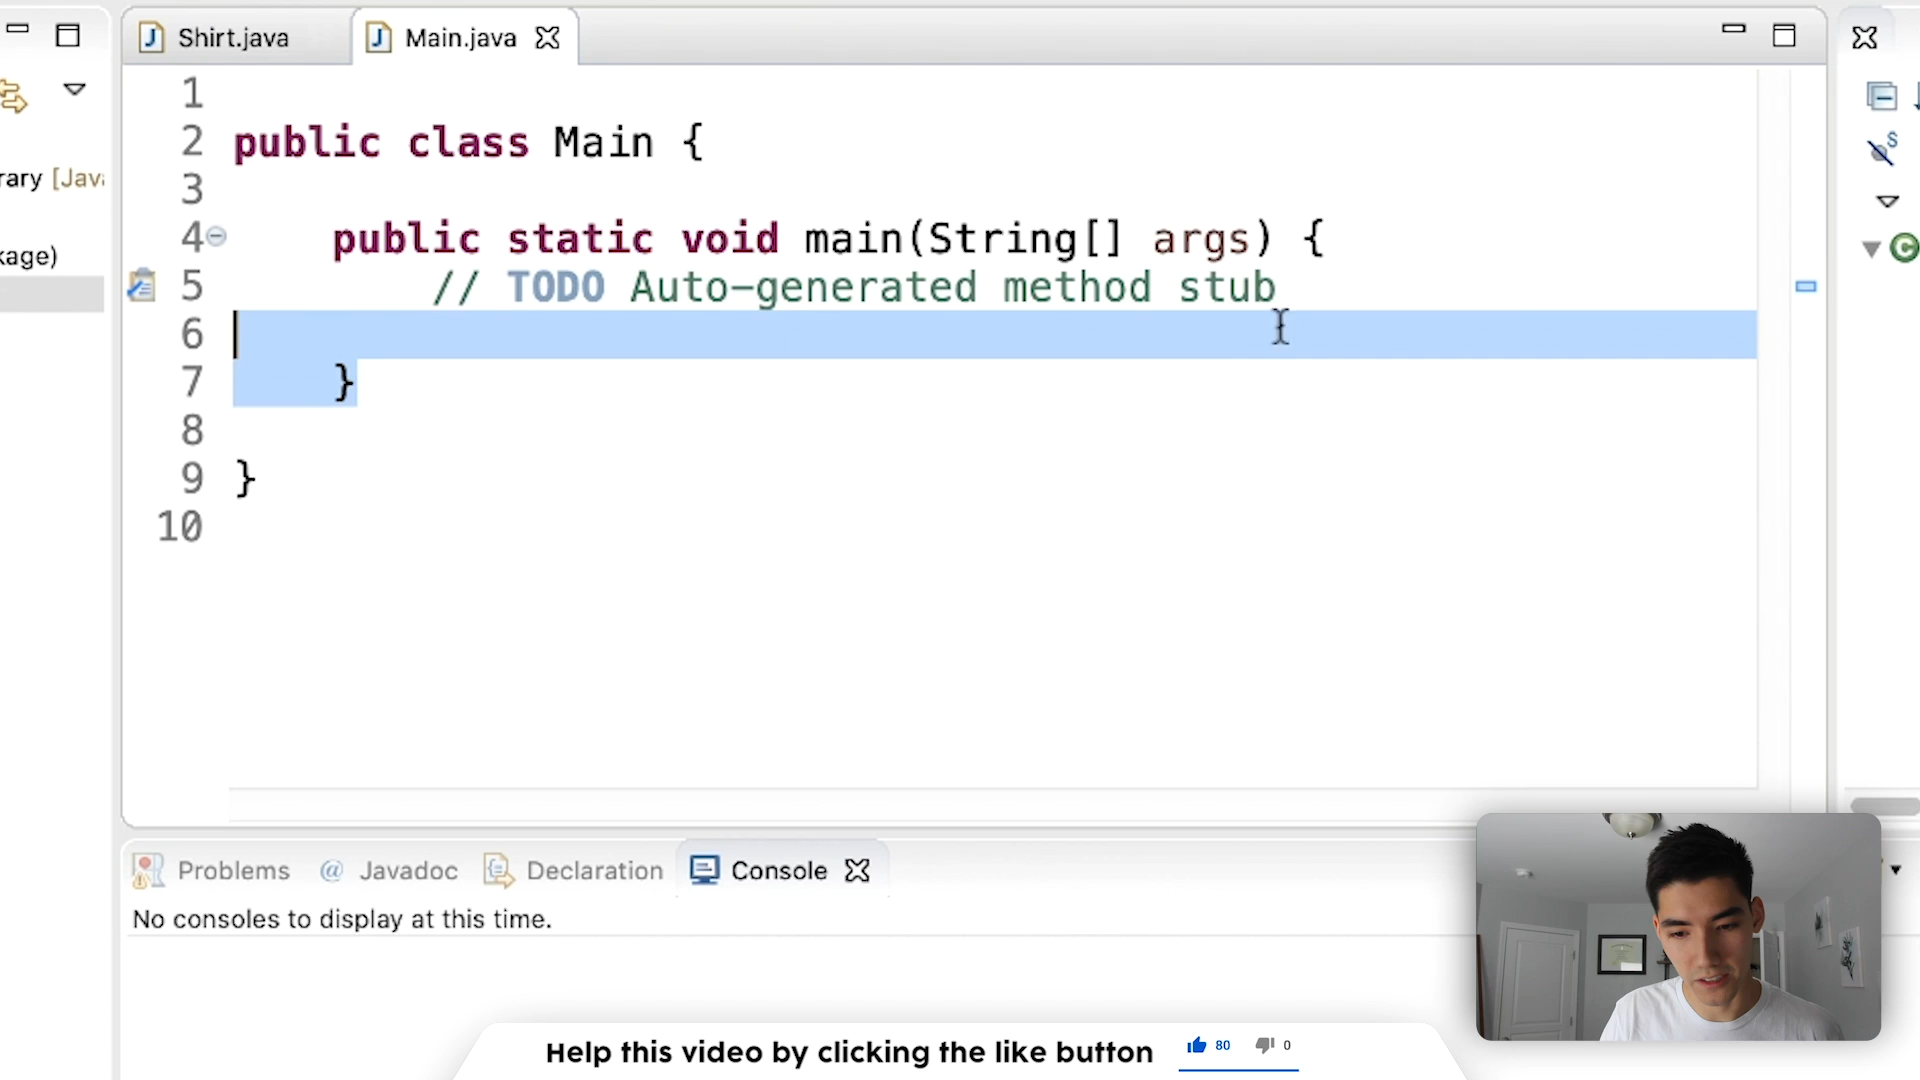 Shirt.java
Main.java
rary [Java
kage)
1
2 public class Main {
3
4 public static void main(String[] args) {
5 // TODO Auto-generated method stub
6
7 }
8
9 }
10
Problems @ Javadoc Declaration Console
No consoles to display at this time.
Help this video by clicking the like button 80 0